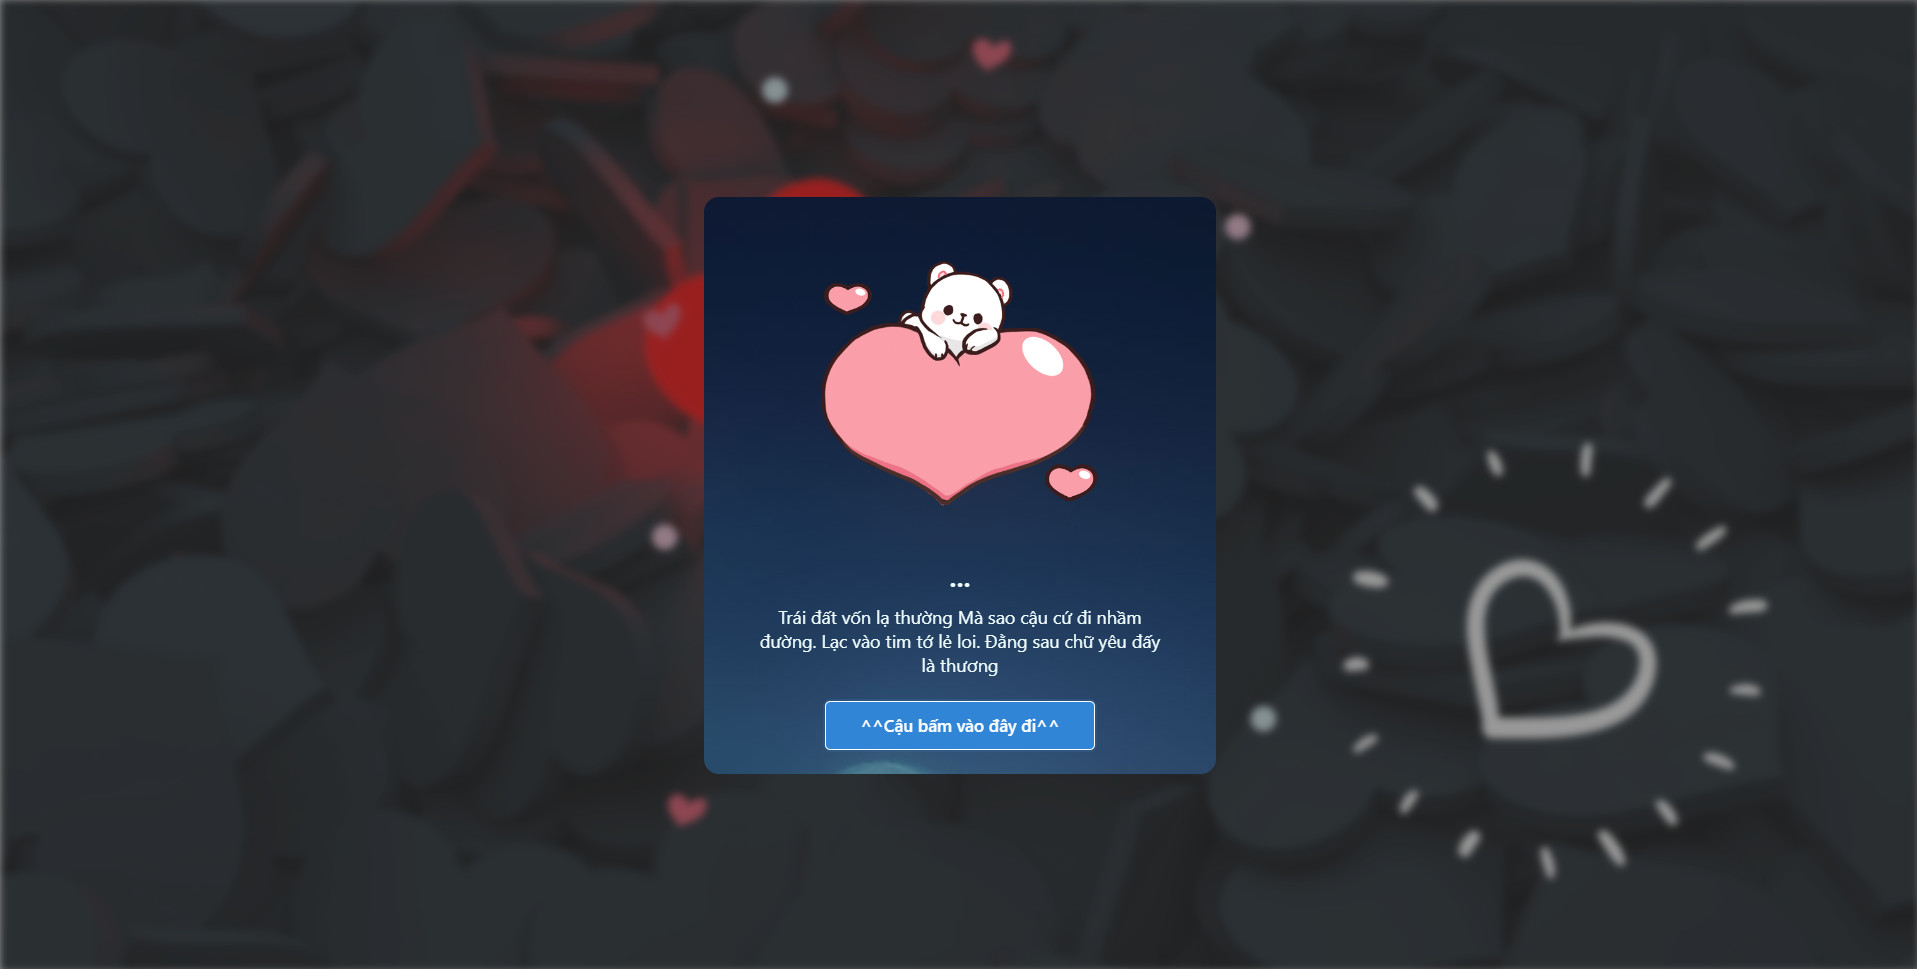 ...
Trái đất vốn lạ thường Mà sao cậu cứ đi nhầm
đường. Lạc vào tim tớ lẻ loi. Đằng sau chữ yêu đấy
là thương
^^Cậu bấm vào đây đi^^